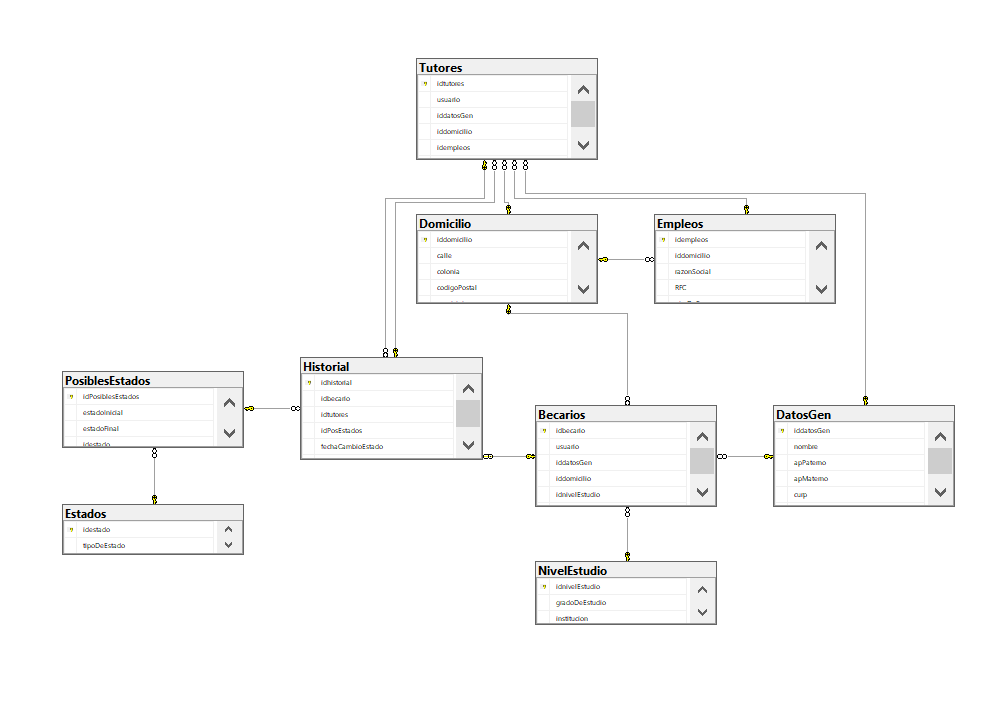 Tutores
idtutores
usuario
iddatosGen
iddomicilio
idempleos
Domicilio
iddomicilio
calle
colonia
codigoPostal
Empleos
idempleos
iddomicilio
razonSocial
RFC
Historial
idhistorial
idbecario
idtutores
idPosEstados
fechaCambioEstado
PosiblesEstados
idPosiblesEstados
estadoInicial
estadoFinal
idestado
Becarios
idbecario
usuario
iddatosGen
iddomicilio
idnivelEstudio
DatosGen
iddatosGen
nombre
apPaterno
apMaterno
curp
Estados
idestado
tipoDeEstado
NivelEstudio
idnivelEstudio
gradoDeEstudio
institucion